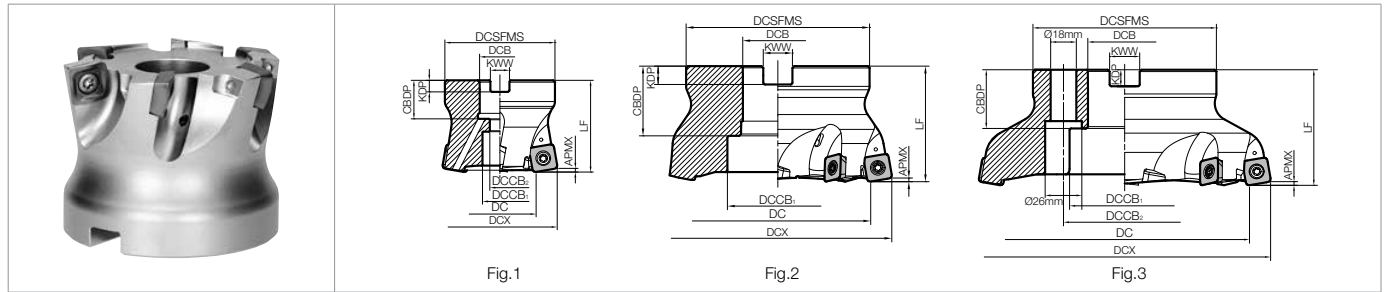 DCSFMS
DCB
KWW
KDP
CBDP
LF
APMX
DCCB₂
DCCB₁
DC
DCX
Fig.1
DCSFMS
DCB
KWW
KDP
CBDP
LF
APMX
DCCB₁
DC
DCX
Fig.2
DCSFMS
Ø18mm
DCB
KWW
KDP
CBDP
LF
APMX
Ø26mm
DCCB₁
DCCB₂
DC
DCX
Fig.3